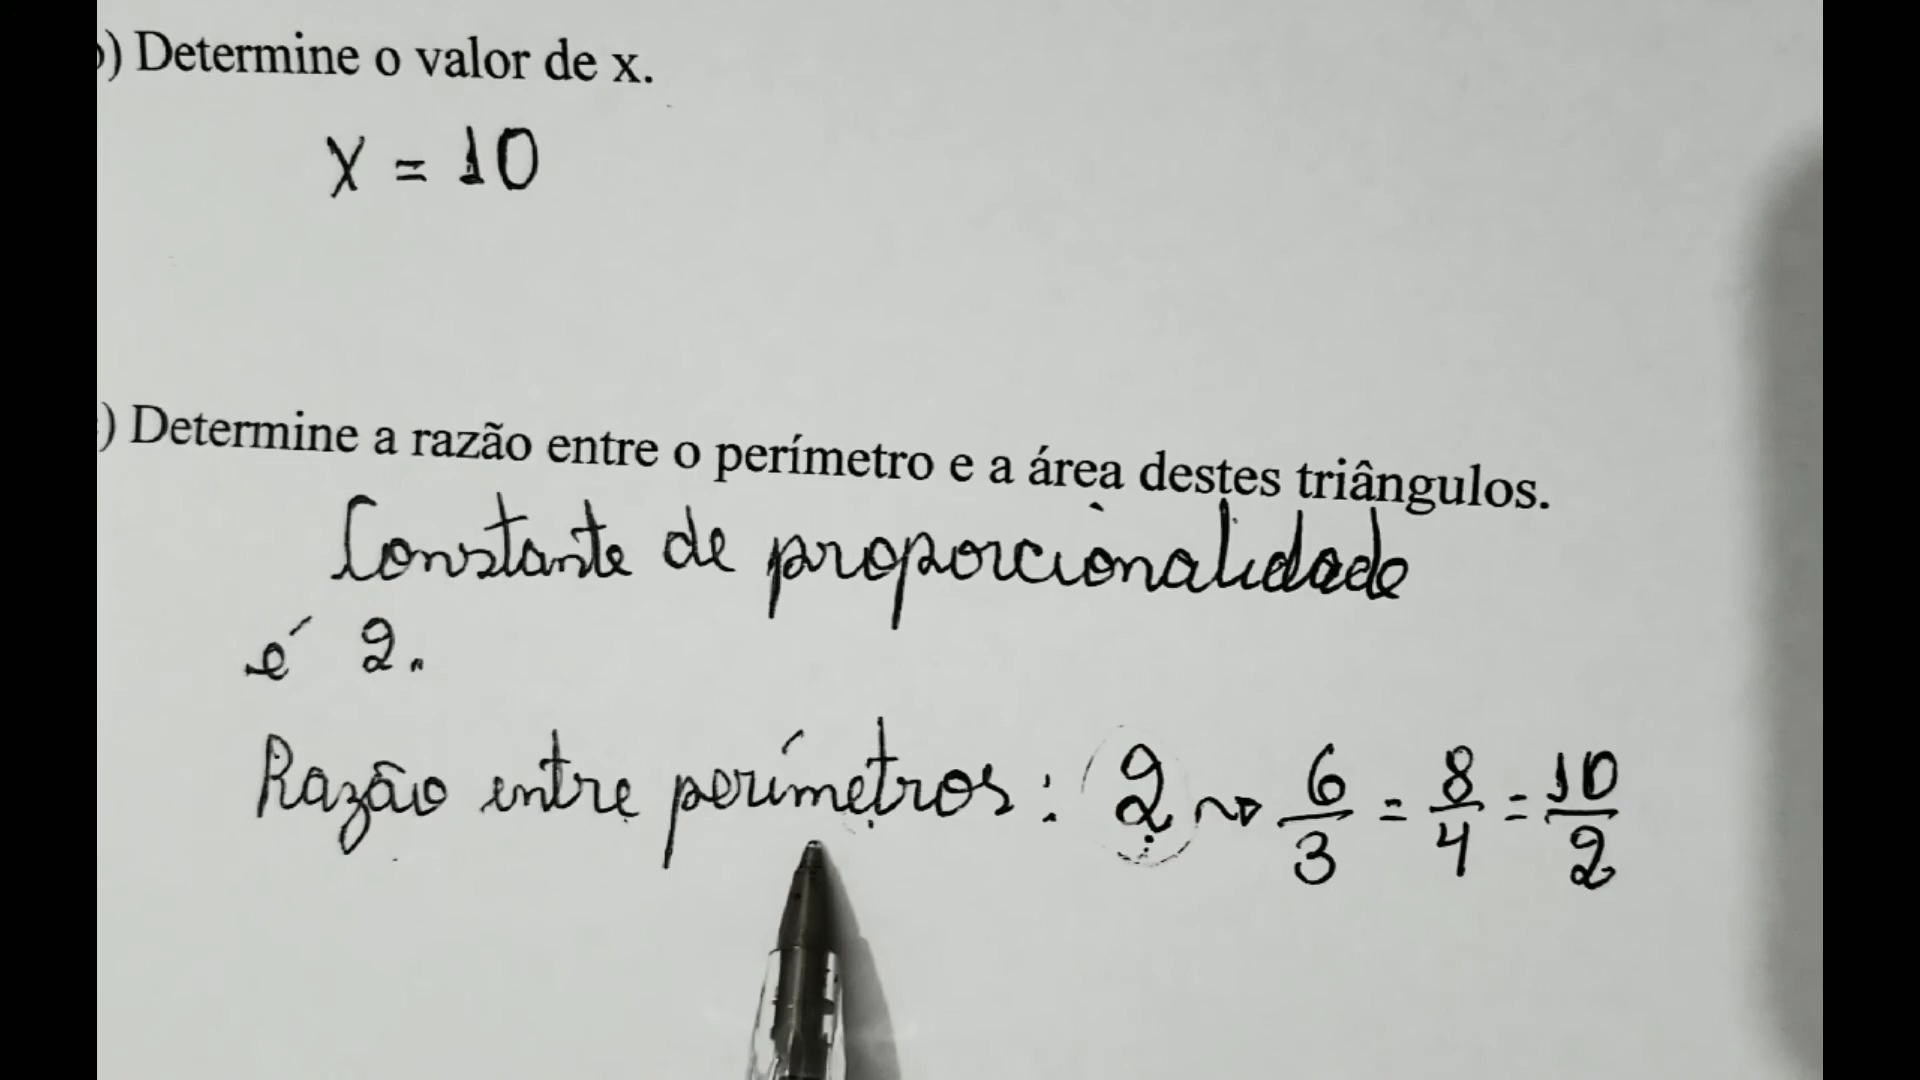 ) Determine o valor de x.
x = 10
) Determine a razão entre o perímetro e a área destes triângulos.
Constante de proporcionalidade
é 2.
Razão entre perímetros: 2 ~> 6/3 = 8/4 = 10/2